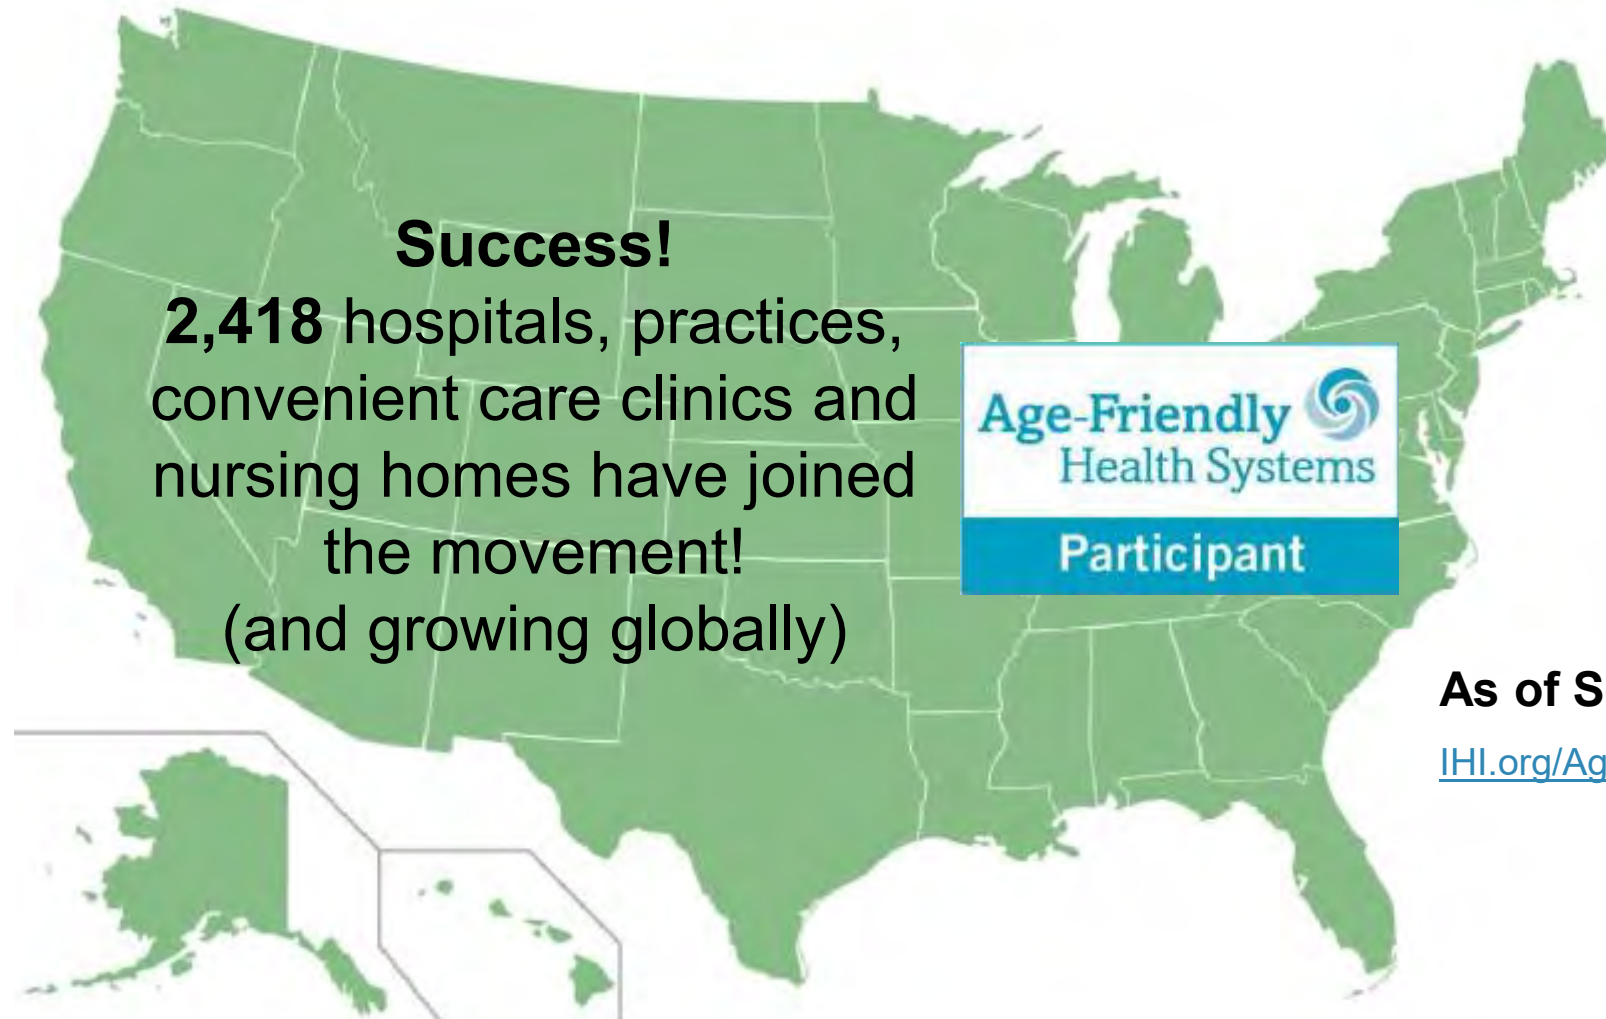 Success!
2,418 hospitals, practices,
convenient care clinics and
nursing homes have joined
the movement!
(and growing globally)
Age-Friendly
Health Systems
Participant
As of S
IHI.org/Ag